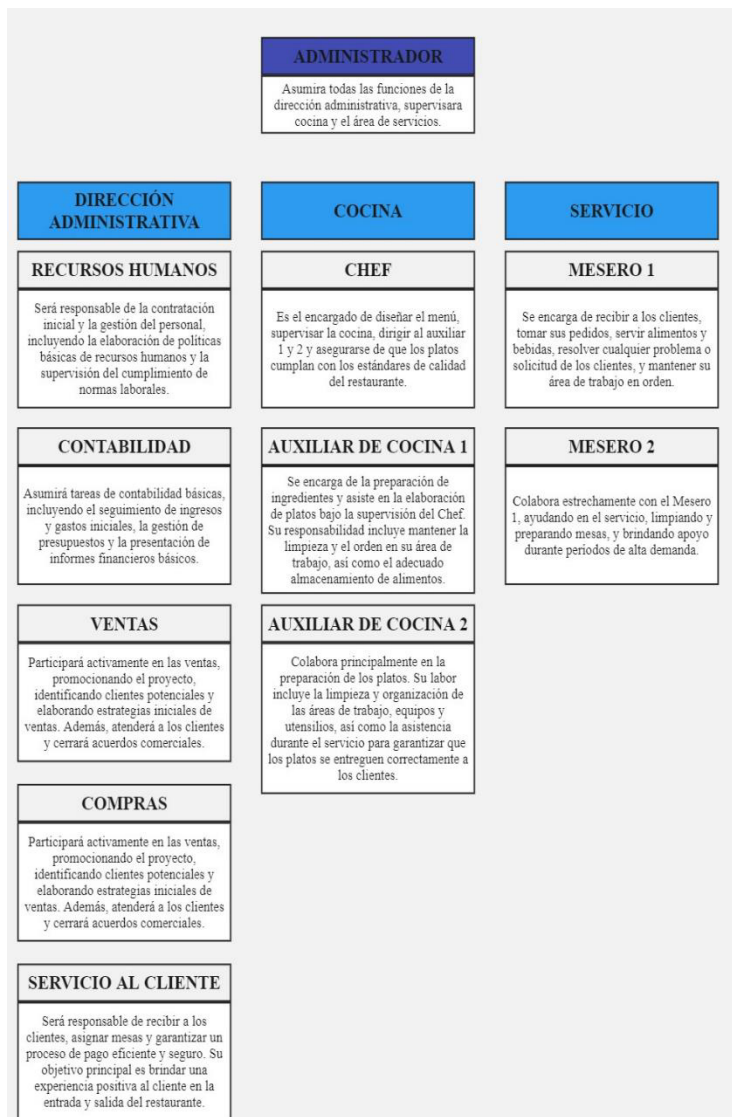 ADMINISTRADOR
Asumira todas las funciones de la
dirección administrativa, supervisara
cocina y el área de servicios.
DIRECCIÓN
ADMINISTRATIVA
RECURSOS HUMANOS
Será responsable de la contratación
inicial y la gestión del personal,
incluyendo la elaboración de políticas
básicas de recursos humanos y la
supervisión del cumplimiento de
normas laborales.
CONTABILIDAD
Asumirá tareas de contabilidad básicas,
incluyendo el seguimiento de ingresos
y gastos iniciales, la gestión de
presupuestos y la presentación de
informes financieros básicos.
VENTAS
Participará activamente en las ventas,
promocionando el proyecto,
identificando clientes potenciales y
elaborando estrategias iniciales de
ventas. Además, atenderá a los clientes
y cerrará acuerdos comerciales.
COMPRAS
Participará activamente en las ventas,
promocionando el proyecto,
identificando clientes potenciales y
elaborando estrategias iniciales de
ventas. Además, atenderá a los clientes
y cerrará acuerdos comerciales.
SERVICIO AL CLIENTE
Será responsable de recibir a los
clientes, asignar mesas y garantizar un
proceso de pago eficiente y seguro. Su
objetivo principal es brindar una
experiencia positiva al cliente en la
entrada y salida del restaurante.
COCINA
CHEF
Es el encargado de diseñar el menú,
supervisar la cocina, dirigir al auxiliar
1 y 2 y asegurarse de que los platos
cumplan con los estándares de calidad
del restaurante.
AUXILIAR DE COCINA 1
Se encarga de la preparación de
ingredientes y asiste en la elaboración
de platos bajo la supervisión del Chef.
Su responsabilidad incluye mantener la
limpieza y el orden en su área de
trabajo, así como el adecuado
almacenamiento de alimentos.
AUXILIAR DE COCINA 2
Colabora principalmente en la
preparación de los platos. Su labor
incluye la limpieza y organización de
las áreas de trabajo, equipos y
utensilios, así como la asistencia
durante el servicio para garantizar que
los platos se entreguen correctamente a
los clientes.
SERVICIO
MESERO 1
Se encarga de recibir a los clientes,
tomar sus pedidos, servir alimentos y
bebidas, resolver cualquier problema o
solicitud de los clientes, y mantener su
área de trabajo en orden.
MESERO 2
Colabora estrechamente con el Mesero
1, ayudando en el servicio, limpiando y
preparando mesas, y brindando apoyo
durante períodos de alta demanda.